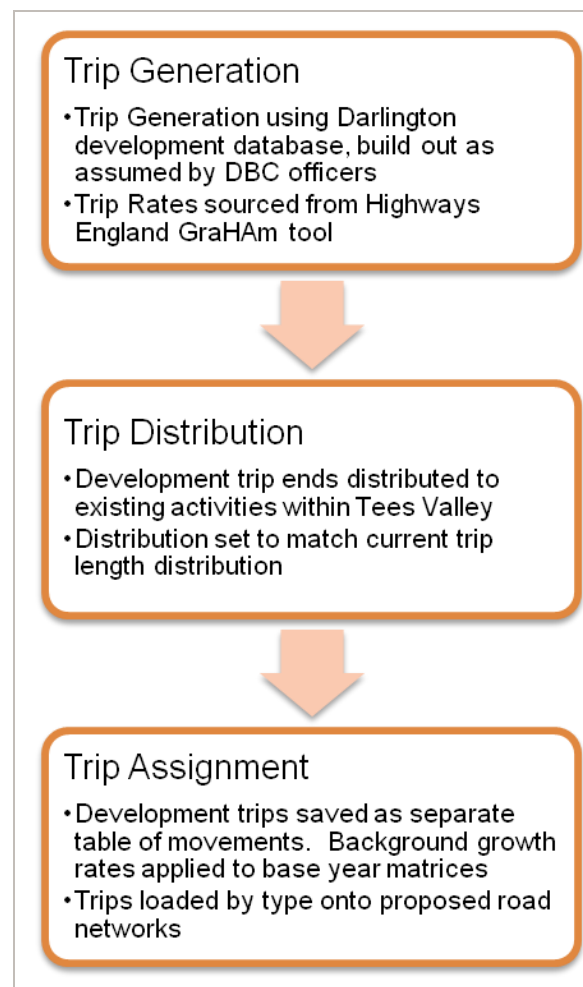 Trip Generation
•Trip Generation using Darlington
development database, build out as
assumed by DBC officers
•Trip Rates sourced from Highways
England GraHAm tool
Trip Distribution
•Development trip ends distributed to
existing activities within Tees Valley
•Distribution set to match current trip
length distribution
Trip Assignment
•Development trips saved as separate
table of movements.  Background growth
rates applied to base year matrices
•Trips loaded by type onto proposed road
networks